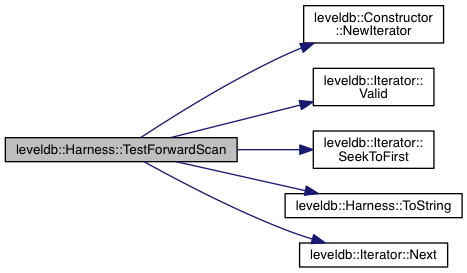 leveldb::Constructor
::NewIterator
leveldb::Iterator::
Valid
leveldb::Harness::TestForwardScan
leveldb::Iterator::
SeekToFirst
leveldb::Harness::ToString
leveldb::Iterator::Next